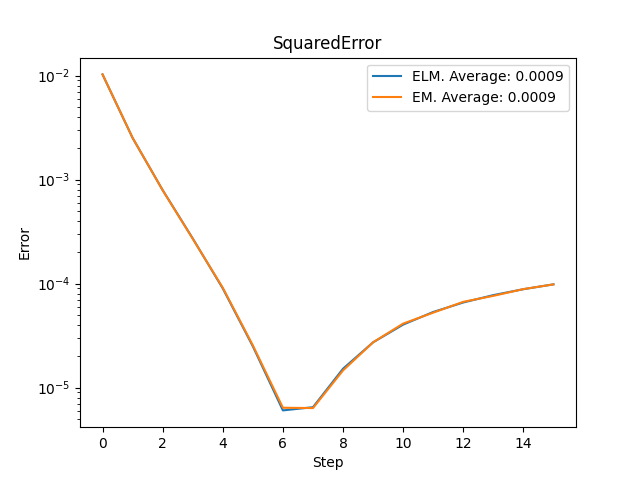 SquaredError
ELM. Average: 0.0009
EM. Average: 0.0009
10⁻²
10⁻³
10⁻⁴
10⁻⁵
Error
0 2 4 6 8 10 12 14
Step